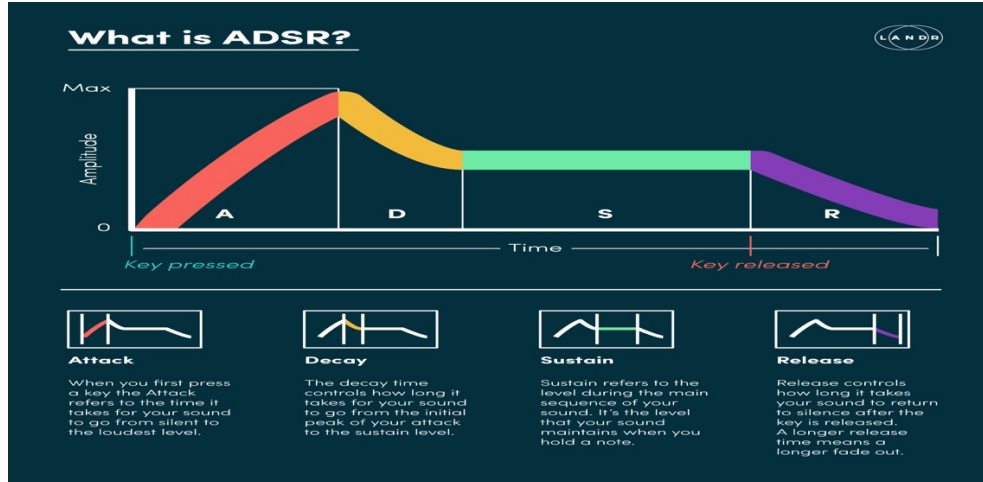 What is ADSR?
LANDR
Max
Amplitude
A
D
S
R
O
Time
Key pressed
Key released
Attack
When you first press
a key the Attack
refers to the time it
takes for your sound
to go from silent to
the loudest level.
Decay
The decay time
controls how long it
takes for your sound
to go from the initial
peak of your attack
to the sustain level.
Sustain
Sustain refers to the
level during the main
sequence of your
sound. It's the level
that your sound
maintains when you
hold a note.
Release
Release controls
how long it takes
your sound to return
to silence after the
key is released.
A longer release
time means a
longer fade out.